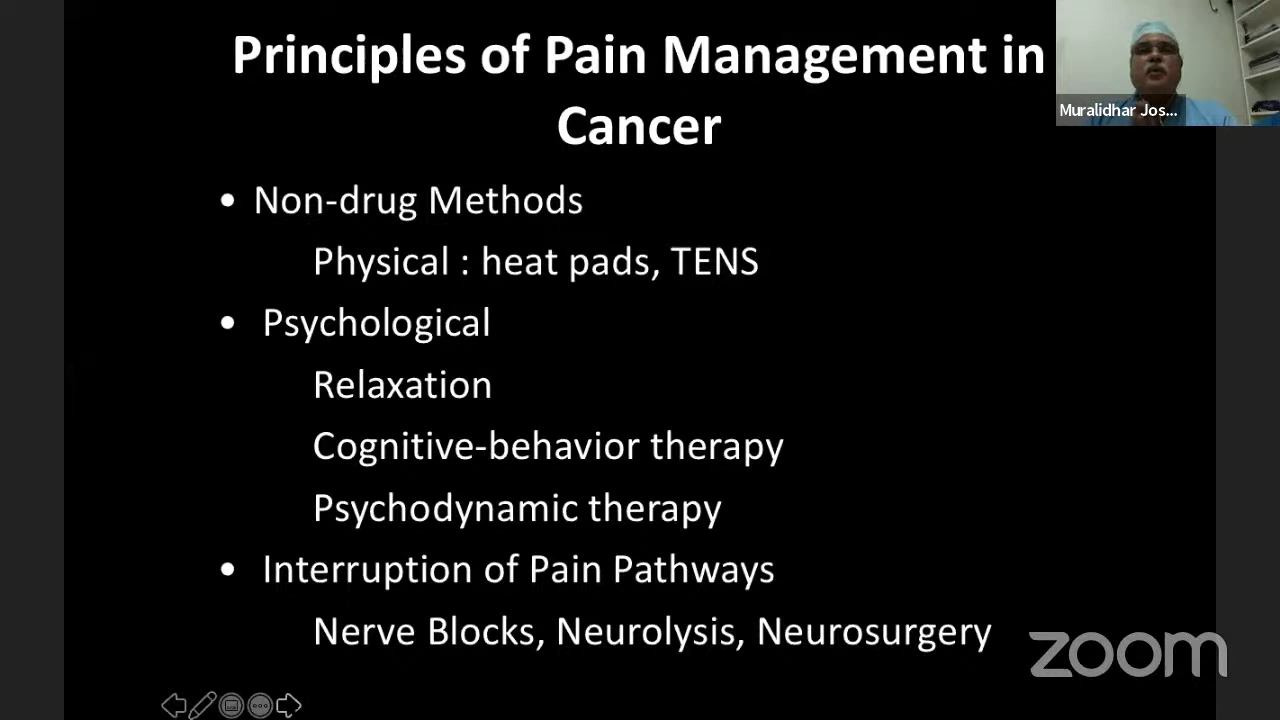 Principles of Pain Management in
Cancer
Muralidhar Jos...
• Non-drug Methods
Physical : heat pads, TENS
• Psychological
Relaxation
Cognitive-behavior therapy
Psychodynamic therapy
• Interruption of Pain Pathways
Nerve Blocks, Neurolysis, Neurosurgery
zoom